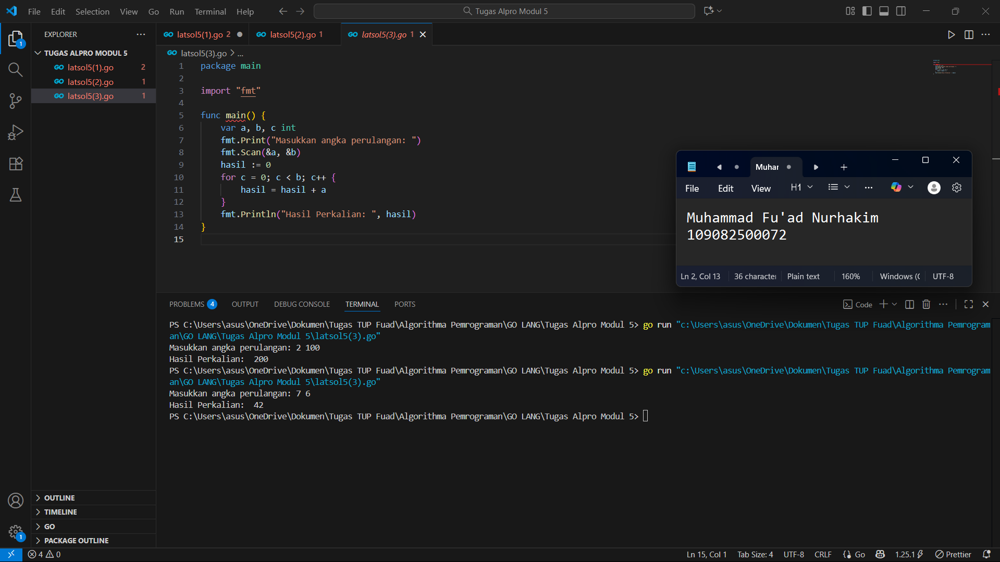 File Edit Selection View Go Run Terminal Help
Tugas Alpro Modul 5
EXPLORER
TUGAS ALPRO MODUL 5
latsol5(1).go 2
latsol5(2).go 1
latsol5(3).go 1
latsol5(1).go 2
latsol5(2).go 1
latsol5(3).go 1
latsol5(3).go > ...
1 package main
2
3 import "fmt"
4
5 func main() {
6 var a, b, c int
7 fmt.Print("Masukkan angka perulangan: ")
8 fmt.Scan(&a, &b)
9 hasil := 0
10 for c = 0; c < b; c++ {
11 hasil = hasil + a
12 }
13 fmt.Println("Hasil Perkalian: ", hasil)
14 }
15
Muhar
File Edit View H1
Muhammad Fu'ad Nurhakim
109082500072
Ln 2, Col 13 36 character Plain text 160% Windows (C UTF-8
PROBLEMS 4 OUTPUT DEBUG CONSOLE TERMINAL PORTS
Code
PS C:\Users\asus\OneDrive\Dokumen\Tugas TUP Fuad\Algorithma Pemrograman\GO LANG\Tugas Alpro Modul 5> go run "c:\Users\asus\OneDrive\Dokumen\Tugas TUP Fuad\Algorithma Pemrogram
an\GO LANG\Tugas Alpro Modul 5\latsol5(3).go"
Masukkan angka perulangan: 2 100
Hasil Perkalian:  200
PS C:\Users\asus\OneDrive\Dokumen\Tugas TUP Fuad\Algorithma Pemrograman\GO LANG\Tugas Alpro Modul 5> go run "c:\Users\asus\OneDrive\Dokumen\Tugas TUP Fuad\Algorithma Pemrogram
an\GO LANG\Tugas Alpro Modul 5\latsol5(3).go"
Masukkan angka perulangan: 7 6
Hasil Perkalian:  42
PS C:\Users\asus\OneDrive\Dokumen\Tugas TUP Fuad\Algorithma Pemrograman\GO LANG\Tugas Alpro Modul 5>
OUTLINE
TIMELINE
GO
PACKAGE OUTLINE
1
1
4 0
Ln 15, Col 1 Tab Size: 4 UTF-8 CRLF Go 1.25.1 Prettier